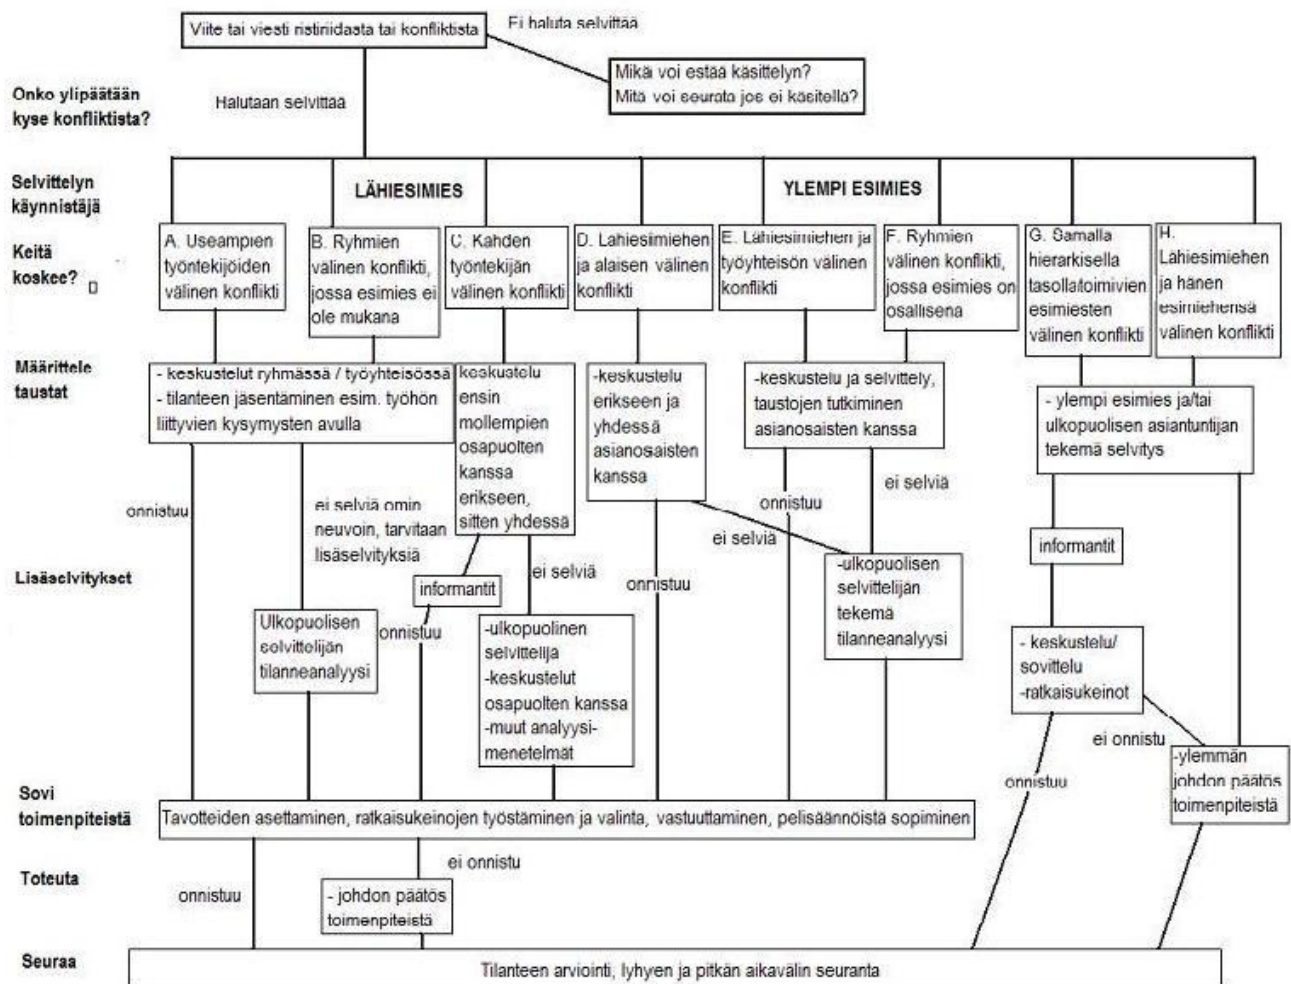 Viite tai viesti ristiriidasta tai konfliktista
Ei haluta selvittää
Mikä voi estää käsittelyn?
Mitä voi seurata jos ei käsitellä?
Onko ylipäätään
kyse konfliktista?
Halutaan selvittää
Selvittelyn
käynnistäjä
LÄHIESIMIES
YLEMPI ESIMIES
Keitä
koskee?
A. Useampien
työntekijöiden
välinen konflikti
B. Ryhmien
välinen konflikti,
jossa esimies ei
ole mukana
C. Kahden
työntekijän
välinen konflikti
D. Lähiesimiehen
ja alaisen välinen
konflikti
E. Lähiesimiehen ja
työyhteisön välinen
konflikti
F. Ryhmien
välinen konflikti,
jossa esimies on
osallisena
G. Samalla
hierarkisella
tasolla/toimivien
esimiesten
välinen konflikti
H.
Lähiesimiehen
ja hänen
esimiehensä
välinen konflikti
Määrittele
taustat
- keskustelut ryhmässä / työyhteisössä
- tilanteen jäsentäminen esim. työhön
liittyvien kysymysten avulla
keskustelu
ensin
mollempien
osapuolten
kanssa
erikseen,
sitten yhdessä
-keskustelu
erikseen ja
yhdessä
asianosaisten
kanssa
-keskustelu ja selvittely,
taustojen tutkiminen
asianosaisten kanssa
- ylempi esimies ja/tai
ulkopuolisen asiantuntijan
tekemä selvitys
onnistuu
ei selviä omin
neuvoin, tarvitaan
lisäselvityksiä
ei selviä
onnistuu
ei selviä
Lisäselvitykset
informantit
ei selviä
onnistuu
-ulkopuolisen
selvittelijän
tekemä
tilanneanalyysi
informantit
Ulkopuolisen
selvittelijän
tilanneanalyysi
onnistuu
-ulkopuolinen
selvittelija
-keskustelut
osapuolten kanssa
-muut analyysi-
menetelmät
- keskustelu/
sovittelu
-ratkaisukeinot
ei onnistu
onnistuu
-ylemmän
johdon päätös
toimenpiteistä
Sovi
toimenpiteistä
Tavotteiden asettaminen, ratkaisukeinojen työstäminen ja valinta, vastuuttaminen, pelisäännöistä sopiminen
Toteuta
onnistuu
ei onnistu
- johdon päätös
toimenpiteistä
Seuraa
Tilanteen arviointi, lyhyen ja pitkän aikavälin seuranta